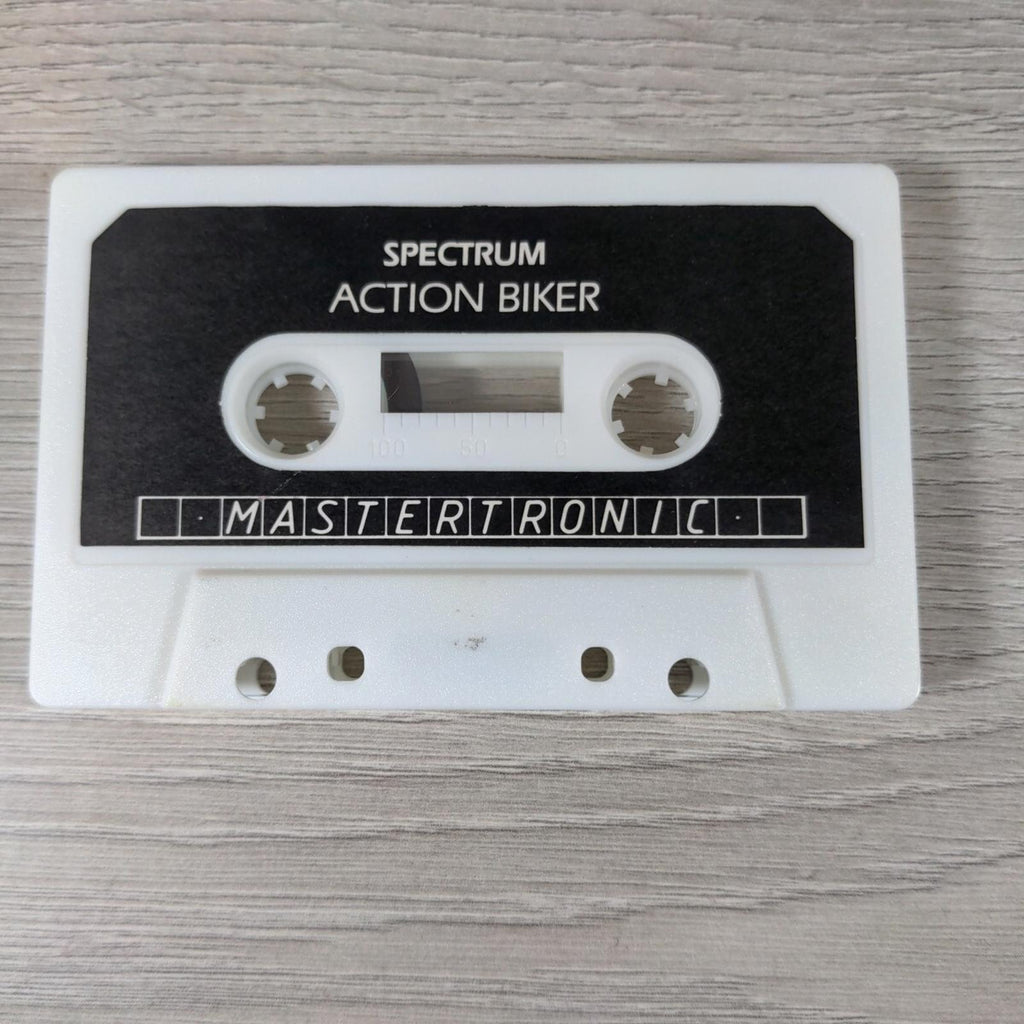 SPECTRUM
ACTION BIKER
100 50 0
· MASTERTRONIC ·